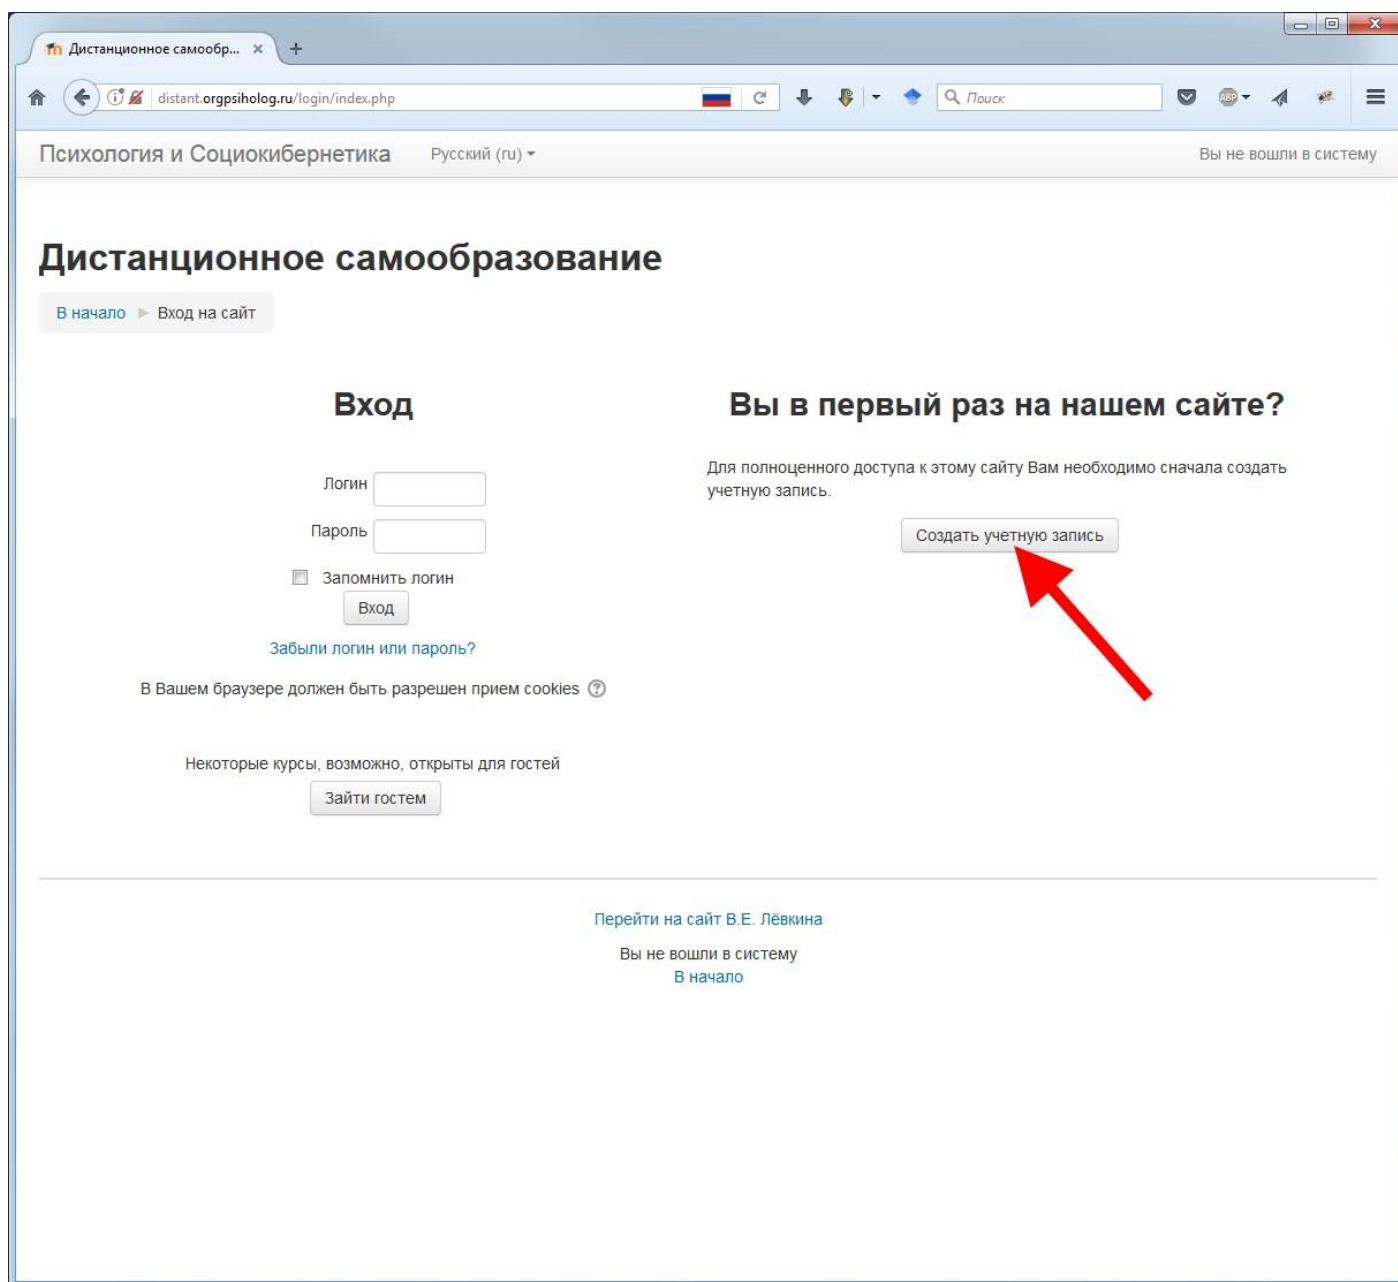 Дистанционное самообр...
distant.orgpsiholog.ru/login/index.php
Поиск
ABP
Психология и Социокибернетика Русский (ru) Вы не вошли в систему
Дистанционное самообразование
В начало ► Вход на сайт
Вход
Логин
Пароль
Запомнить логин
Вход
Забыли логин или пароль?
В Вашем браузере должен быть разрешен прием cookies ?
Некоторые курсы, возможно, открыты для гостей
Зайти гостем
Вы в первый раз на нашем сайте?
Для полноценного доступа к этому сайту Вам необходимо сначала создать
учетную запись.
Создать учетную запись
Перейти на сайт В.Е. Лёвкина
Вы не вошли в систему
В начало